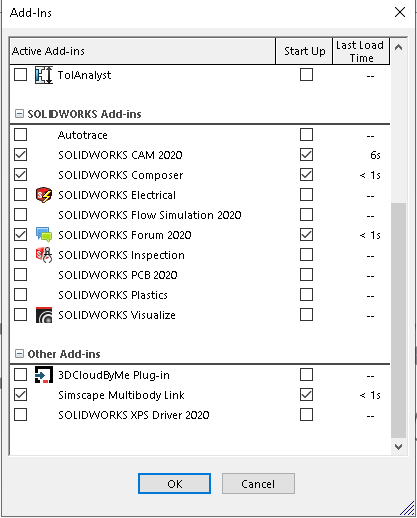 Add-Ins
Active Add-ins Start Up Last Load Time
TolAnalyst --
SOLIDWORKS Add-ins
Autotrace --
SOLIDWORKS CAM 2020 6s
SOLIDWORKS Composer < 1s
SOLIDWORKS Electrical --
SOLIDWORKS Flow Simulation 2020 --
SOLIDWORKS Forum 2020 < 1s
SOLIDWORKS Inspection --
SOLIDWORKS PCB 2020 --
SOLIDWORKS Plastics --
SOLIDWORKS Visualize --
Other Add-ins
3DCloudByMe Plug-in --
Simscape Multibody Link < 1s
SOLIDWORKS XPS Driver 2020 --
OK Cancel